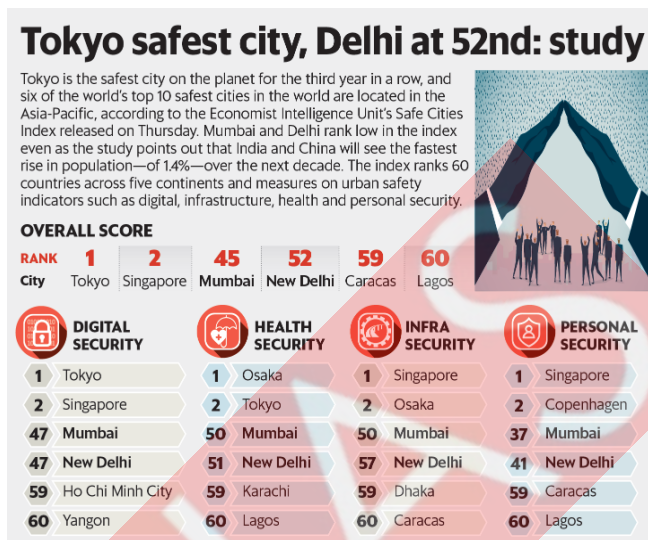 Tokyo safest city, Delhi at 52nd: study
Tokyo is the safest city on the planet for the third year in a row, and
six of the world's top 10 safest cities in the world are located in the
Asia-Pacific, according to the Economist Intelligence Unit's Safe Cities
Index released on Thursday. Mumbai and Delhi rank low in the index
even as the study points out that India and China will see the fastest
rise in population—of 1.4%—over the next decade. The index ranks 60
countries across five continents and measures on urban safety
indicators such as digital, infrastructure, health and personal security.
OVERALL SCORE
RANK 1 2 45 52 59 60
City Tokyo Singapore Mumbai New Delhi Caracas Lagos
DIGITAL
SECURITY
1 Tokyo
2 Singapore
47 Mumbai
47 New Delhi
59 Ho Chi Minh City
60 Yangon
HEALTH
SECURITY
1 Osaka
2 Tokyo
50 Mumbai
51 New Delhi
59 Karachi
60 Lagos
INFRA
SECURITY
1 Singapore
2 Osaka
50 Mumbai
57 New Delhi
59 Dhaka
60 Caracas
PERSONAL
SECURITY
1 Singapore
2 Copenhagen
37 Mumbai
41 New Delhi
59 Caracas
60 Lagos